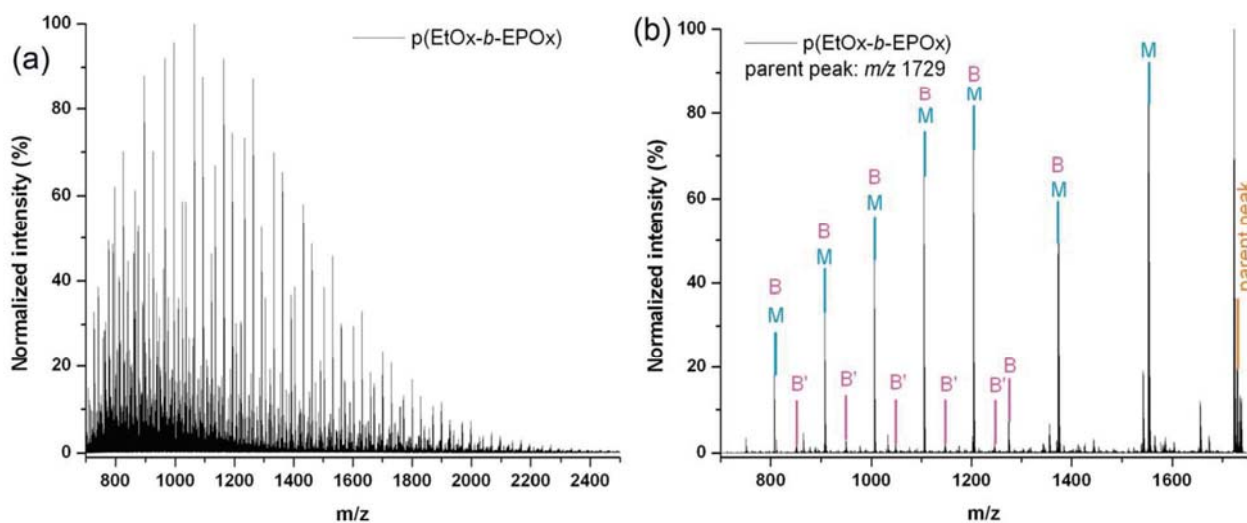 (a)
p(EtOx-b-EPOx)
Normalized intensity (%)
100
80
60
40
20
0
800 1000 1200 1400 1600 1800 2000 2200 2400
m/z
(b)
p(EtOx-b-EPOx)
parent peak: m/z 1729
Normalized intensity (%)
100
80
60
40
20
0
B
M
B
M
B
M
B
M
B
M
B
M
M
B'
B'
B'
B'
B'
B
parent peak
800 1000 1200 1400 1600
m/z